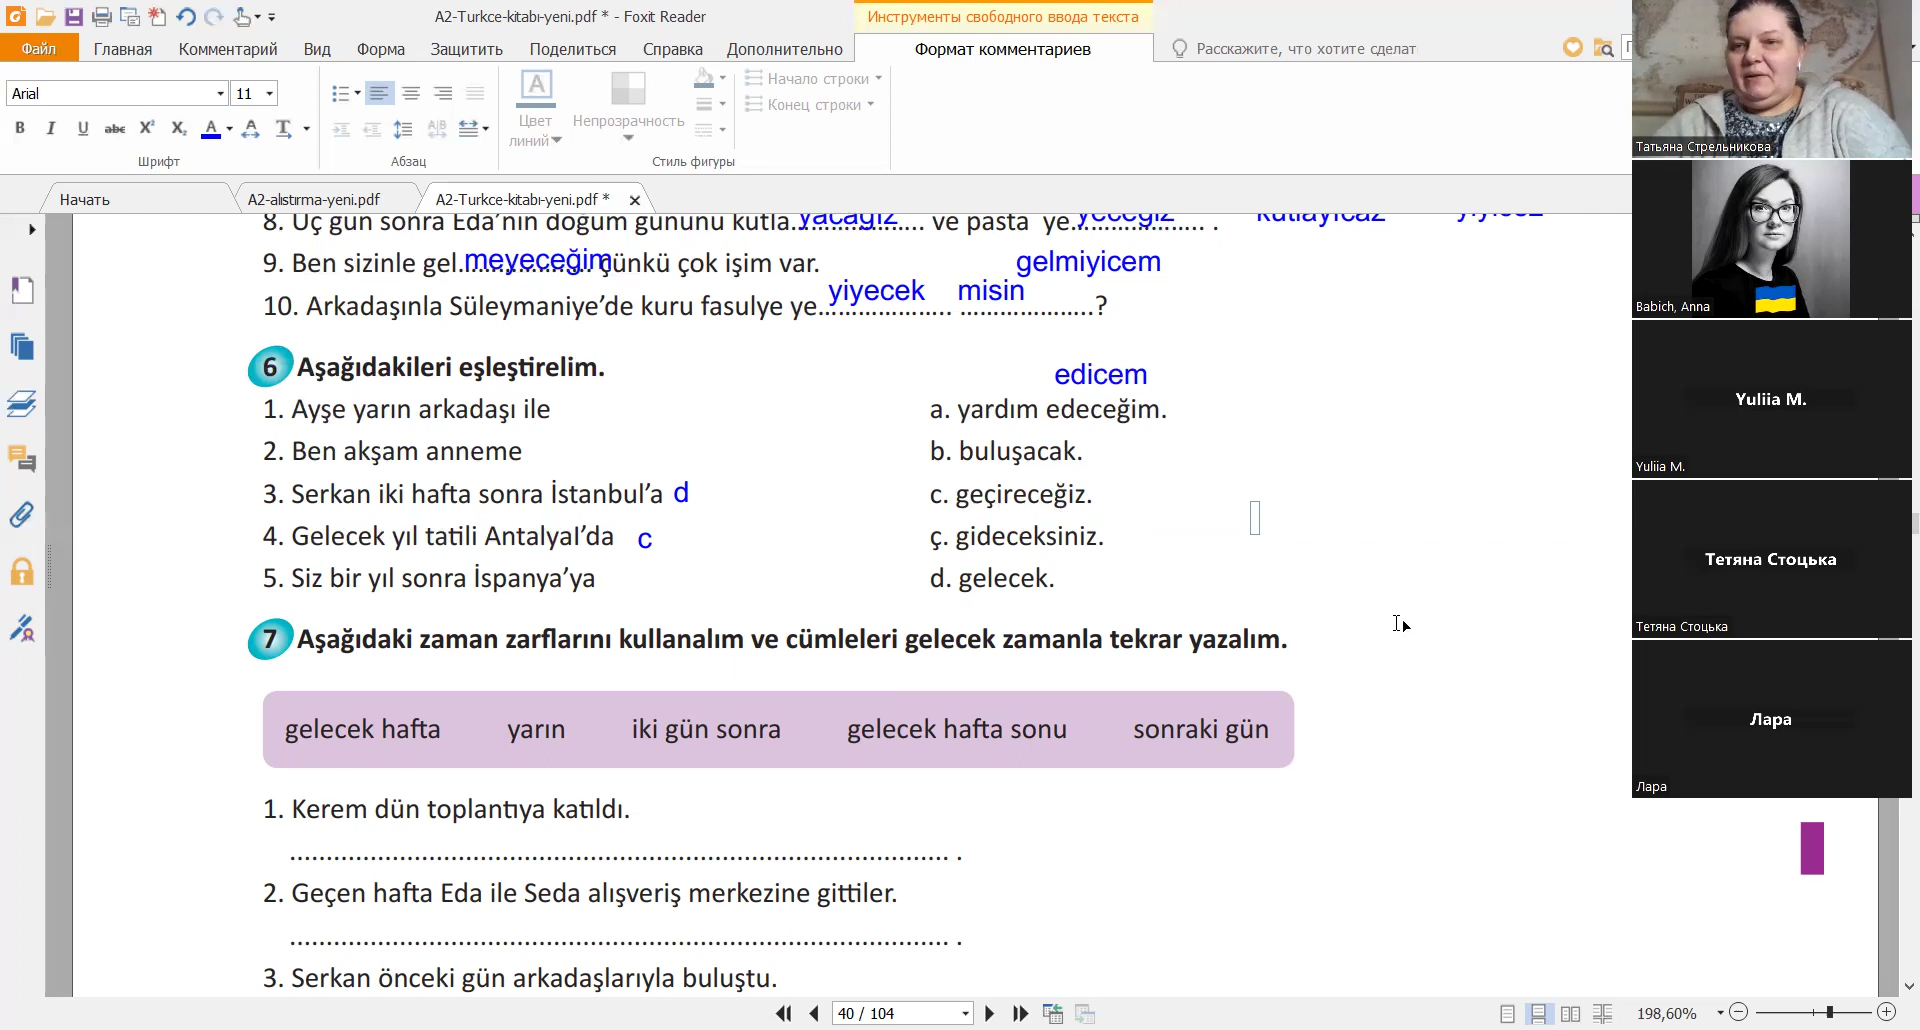 A2-Turkce-kitabı-yeni.pdf * - Foxit Reader
Инструменты свободного ввода текста
Файл Главная Комментарий Вид Форма Защитить Поделиться Справка Дополнительно Формат комментариев Расскажите, что хотите сделат
Arial 11
Цвет линий
Непрозрачность
Начало строки
Конец строки
Шрифт Абзац Стиль фигуры
Начать A2-alıstırma-yeni.pdf A2-Turkce-kitabı-yeni.pdf *
8. Üç gün sonra Eda’nın doğum gününü kutla..yacağız.. ve pasta ye..yeceğiz.. . kutlayıcaz yiyicez
9. Ben sizinle gel..meyeceğim.. çünkü çok işim var. gelmiyicem
10. Arkadaşınla Süleymaniye’de kuru fasulye ye.................. ...................? yiyecek misin
6 Aşağıdakileri eşleştirelim.
edicem
1. Ayşe yarın arkadaşı ile a. yardım edeceğim.
2. Ben akşam anneme b. buluşacak.
3. Serkan iki hafta sonra İstanbul’a d c. geçireceğiz.
4. Gelecek yıl tatili Antalyal’da c ç. gideceksiniz.
5. Siz bir yıl sonra İspanya’ya d. gelecek.
7 Aşağıdaki zaman zarflarını kullanalım ve cümleleri gelecek zamanla tekrar yazalım.
gelecek hafta yarın iki gün sonra gelecek hafta sonu sonraki gün
1. Kerem dün toplantıya katıldı.
.......................................................................................... .
2. Geçen hafta Eda ile Seda alışveriş merkezine gittiler.
.......................................................................................... .
3. Serkan önceki gün arkadaşlarıyla buluştu.
40 / 104
198,60%
Татьяна Стрельникова
Babich, Anna
Yuliia M.
Yuliia M.
Тетяна Стоцька
Тетяна Стоцька
Лара
Лара